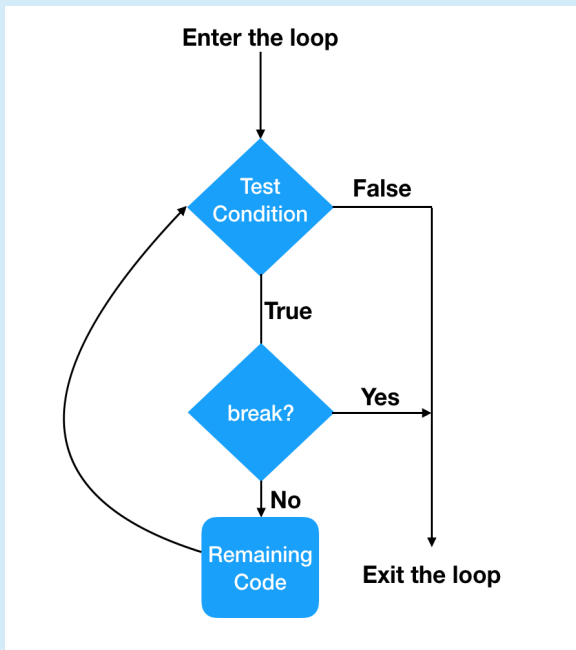 Enter the loop
Test
Condition
False
True
break?
Yes
No
Remaining
Code
Exit the loop